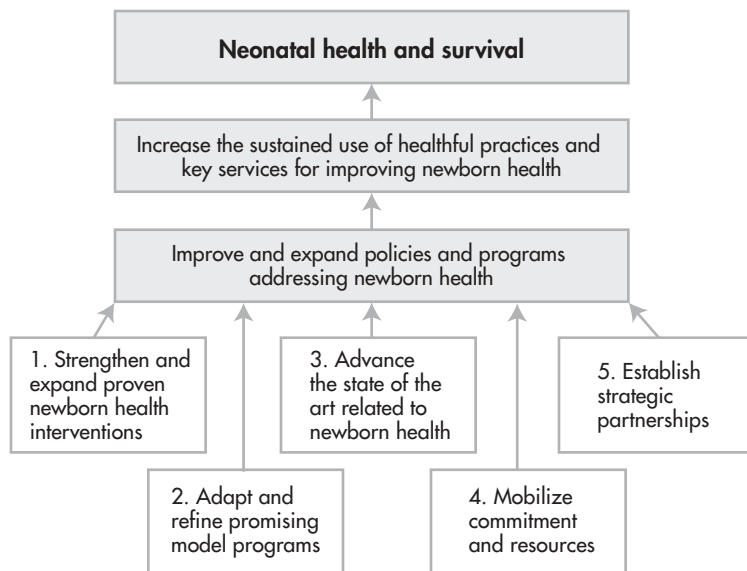 Neonatal health and survival
Increase the sustained use of healthful practices and
key services for improving newborn health
Improve and expand policies and programs
addressing newborn health
1. Strengthen and
expand proven
newborn health
interventions
2. Adapt and
refine promising
model programs
3. Advance
the state of the
art related to
newborn health
4. Mobilize
commitment
and resources
5. Establish
strategic
partnerships